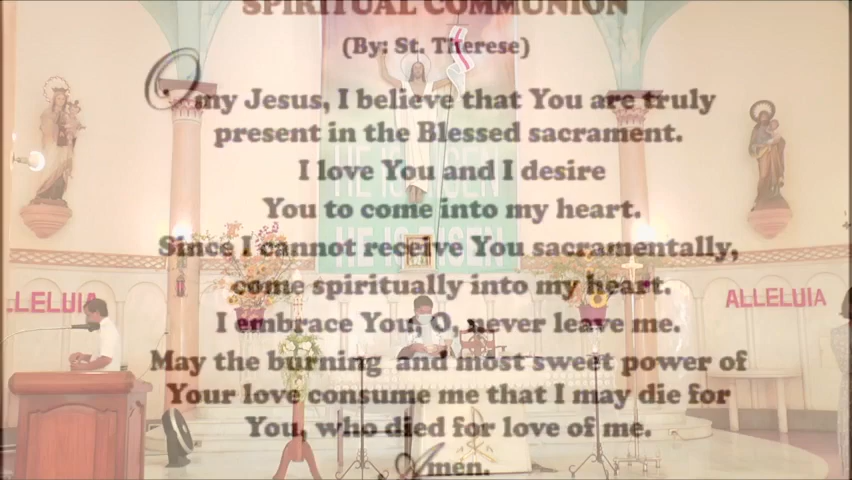 SPIRITUAL COMMUNION
(By: St. Therese)
O my Jesus, I believe that You are truly
present in the Blessed sacrament.
I love You and I desire
You to come into my heart.
Since I cannot receive You sacramentally,
come spiritually into my heart.
I embrace You, O, never leave me.
May the burning and most sweet power of
Your love consume me that I may die for
You, who died for love of me.
Amen.
HE IS RISEN
HE IS RISEN
LLELUIA
ALLELUIA